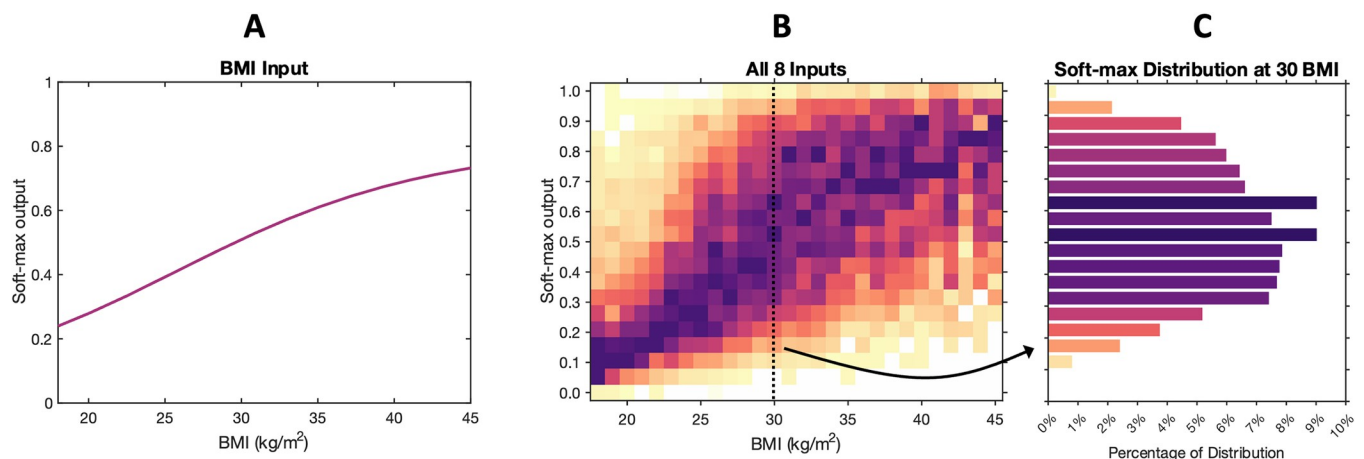 A
BMI Input
Soft-max output
1
0.8
0.6
0.4
0.2
0
20 25 30 35 40 45
BMI (kg/m²)
B
All 8 Inputs
Soft-max output
1.0
0.9
0.8
0.7
0.6
0.5
0.4
0.3
0.2
0.1
0.0
20 25 30 35 40 45
BMI (kg/m²)
C
Soft-max Distribution at 30 BMI
0% 1% 2% 3% 4% 5% 6% 7% 8% 9% 10%
Percentage of Distribution